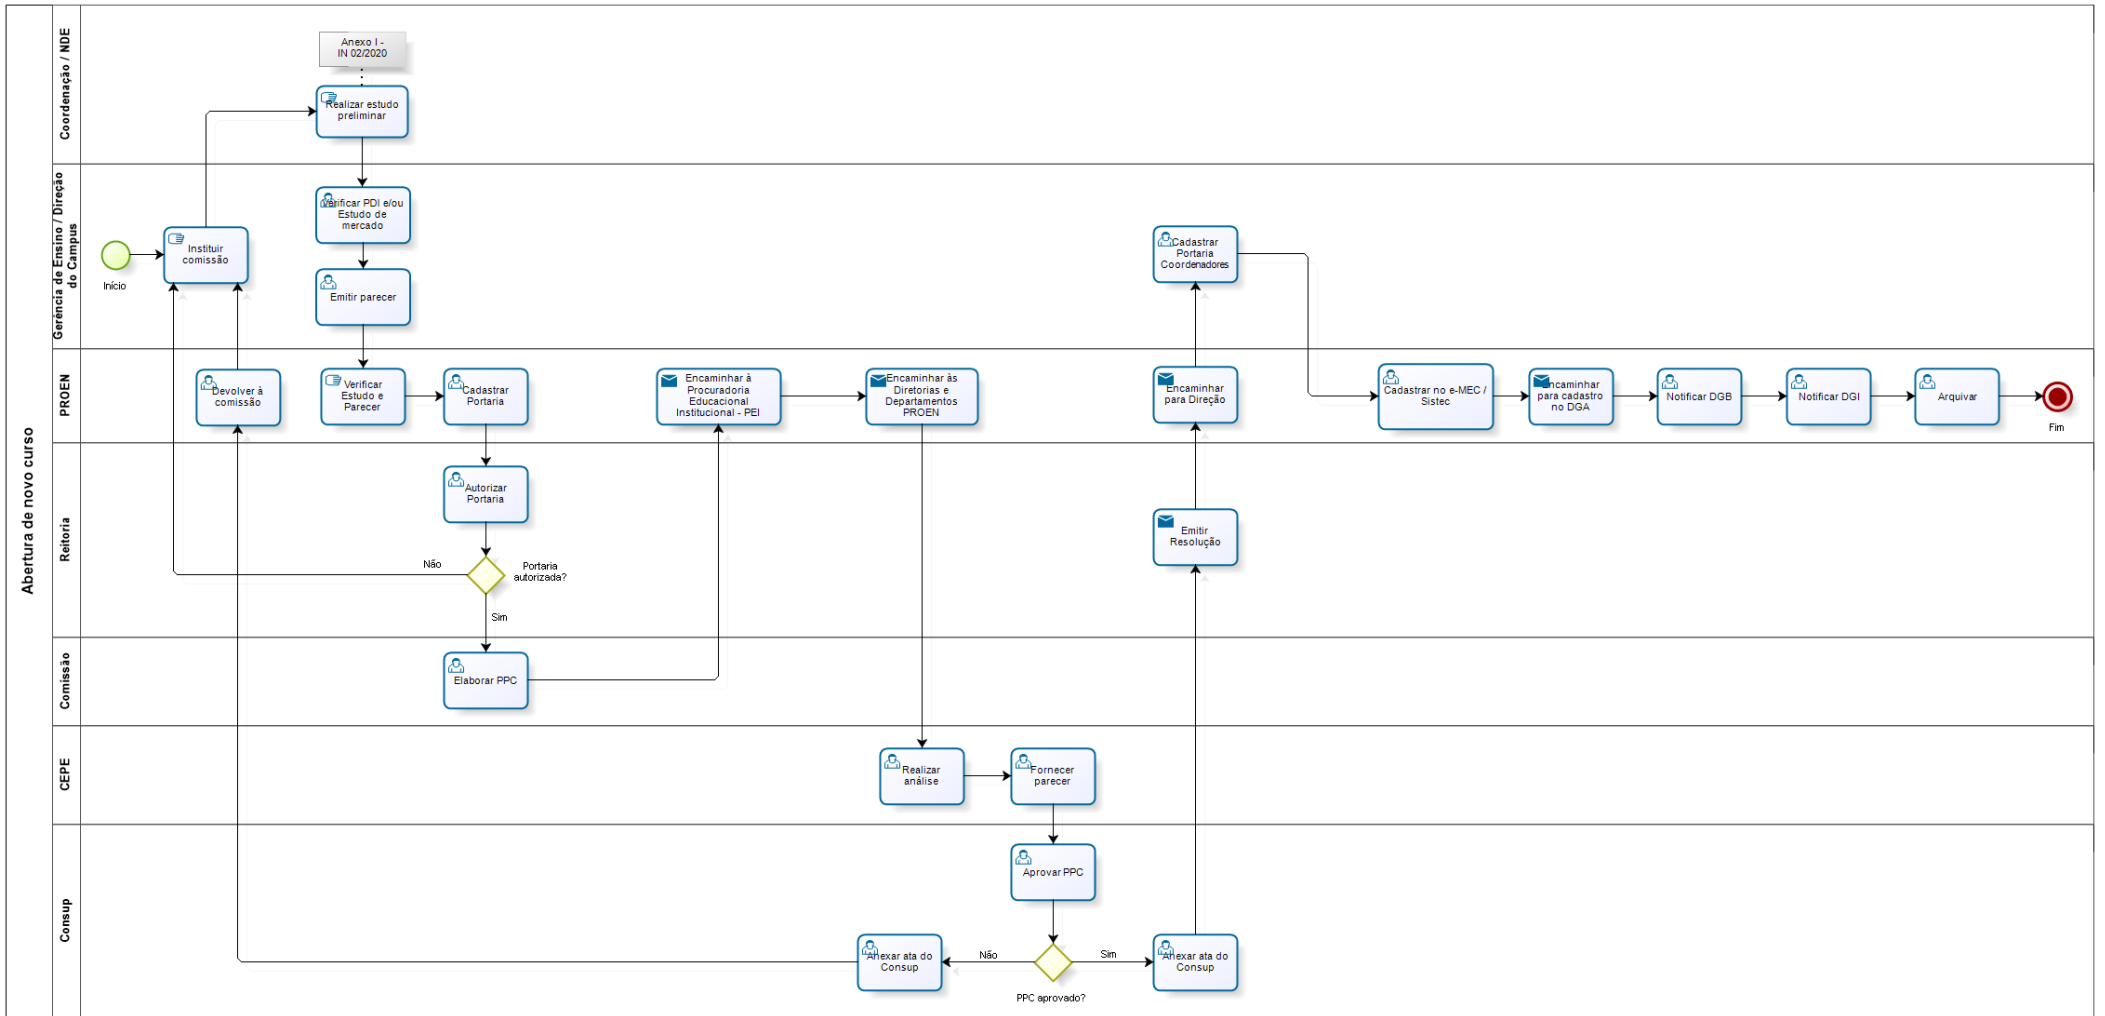 Abertura de novo curso
Coordenação / NDE
Anexo I -
IN 02/2020
Realizar estudo
preliminar
Gerência de Ensino / Direção
do Campus
Início
Instituir
comissão
Verificar PDI e/ou
Estudo de
mercado
Emitir parecer
Cadastrar
Portaria
Coordenadores
PROEN
Devolver à
comissão
Verificar
Estudo e
Parecer
Cadastrar
Portaria
Encaminhar à
Procuradoria
Educacional
Institucional - PEI
Encaminhar às
Diretorias e
Departamentos
PROEN
Encaminhar
para Direção
Cadastrar no e-MEC /
Sistec
Encaminhar
para cadastro
no DGA
Notificar DGB
Notificar DGI
Arquivar
Fim
Reitoria
Autorizar
Portaria
Não
Portaria
autorizada?
Sim
Emitir
Resolução
Comissão
Elaborar PPC
CEPE
Realizar
análise
Fornecer
parecer
Consup
Aprovar PPC
Anexar ata do
Consup
Não
PPC aprovado?
Sim
Anexar ata do
Consup